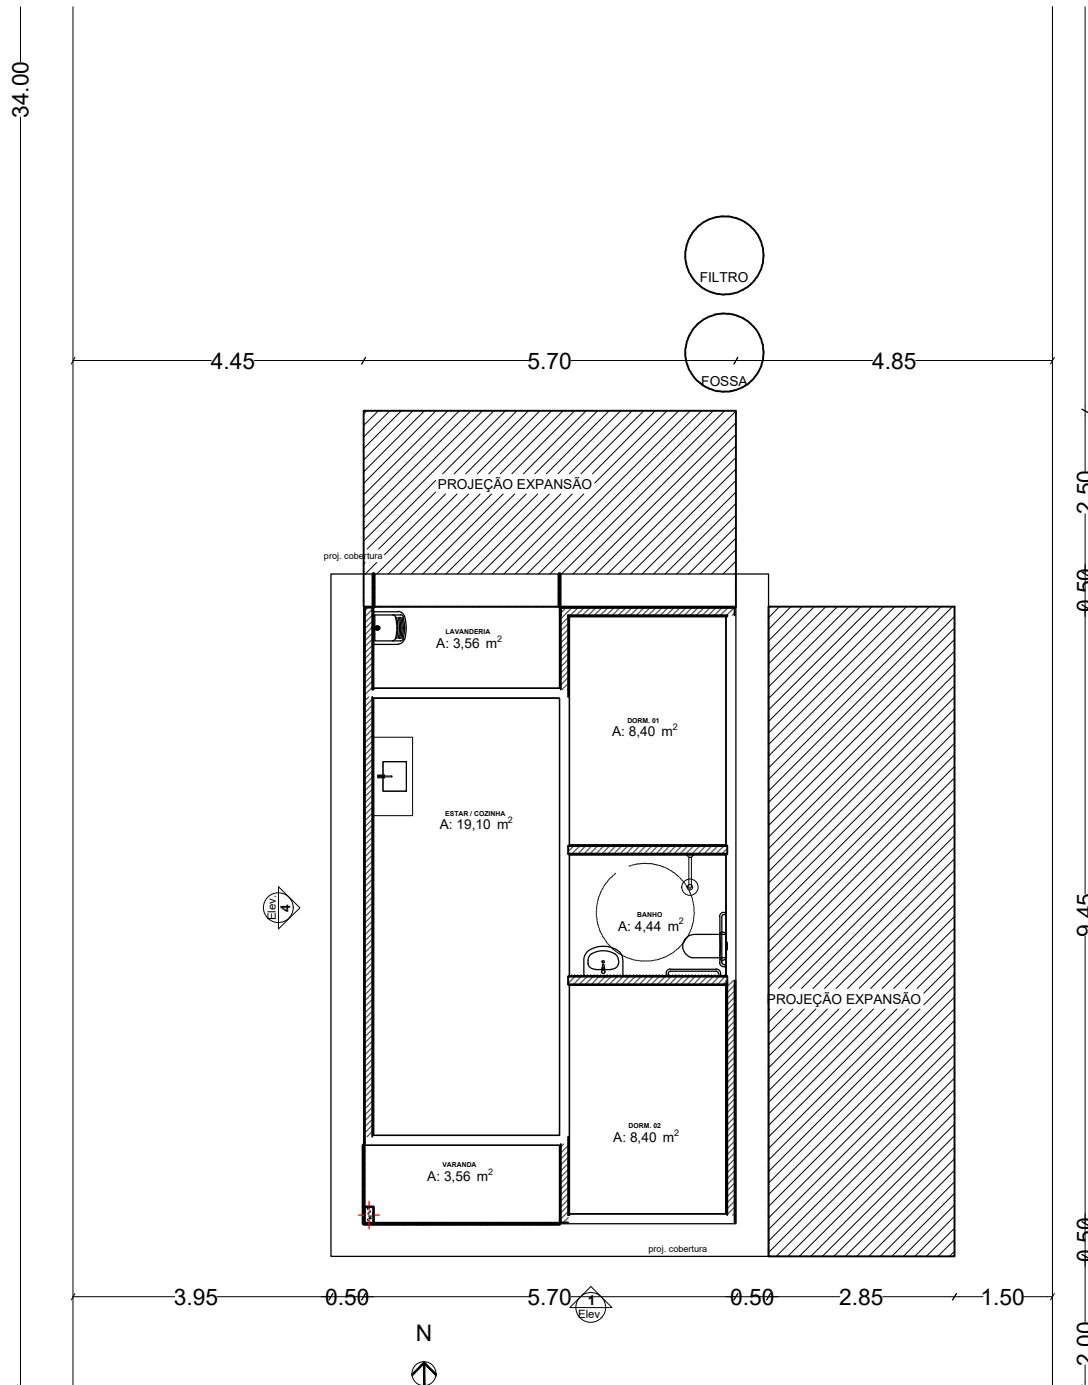 34.00
FILTRO
FOSSA
4.45
5.70
4.85
2.50
PROJEÇÃO EXPANSÃO
proj. cobertura
0.50
LAVANDERIA
A: 3,56 m²
DORM. 01
A: 8,40 m²
ESTAR / COZINHA
A: 19,10 m²
Elev.
4
BANHO
A: 4,44 m²
9.45
PROJEÇÃO EXPANSÃO
DORM. 02
A: 8,40 m²
VARANDA
A: 3,56 m²
proj. cobertura
0.50
3.95
0.50
5.70
1
Elev.
0.50
2.85
1.50
N
2.00